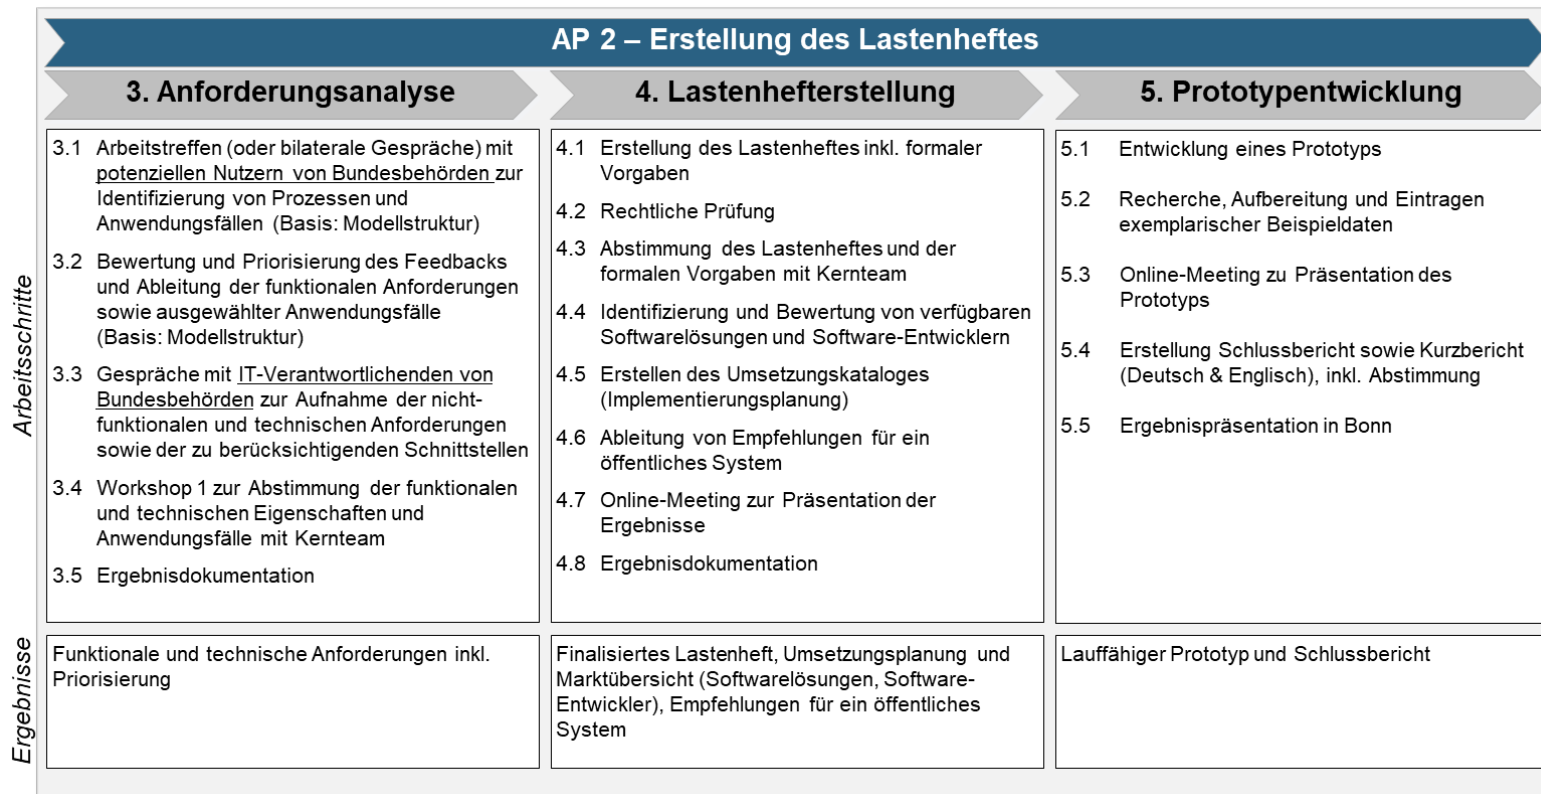 AP 2 – Erstellung des Lastenheftes
3. Anforderungsanalyse
4. Lastenhefterstellung
5. Prototypentwicklung
Arbeitsschritte
3.1 Arbeitstreffen (oder bilaterale Gespräche) mit
potenziellen Nutzern von Bundesbehörden zur
Identifizierung von Prozessen und
Anwendungsfällen (Basis: Modellstruktur)
3.2 Bewertung und Priorisierung des Feedbacks
und Ableitung der funktionalen Anforderungen
sowie ausgewählter Anwendungsfälle
(Basis: Modellstruktur)
3.3 Gespräche mit IT-Verantwortlichenden von
Bundesbehörden zur Aufnahme der nicht-
funktionalen und technischen Anforderungen
sowie der zu berücksichtigenden Schnittstellen
3.4 Workshop 1 zur Abstimmung der funktionalen
und technischen Eigenschaften und
Anwendungsfälle mit Kernteam
3.5 Ergebnisdokumentation
4.1 Erstellung des Lastenheftes inkl. formaler
Vorgaben
4.2 Rechtliche Prüfung
4.3 Abstimmung des Lastenheftes und der
formalen Vorgaben mit Kernteam
4.4 Identifizierung und Bewertung von verfügbaren
Softwarelösungen und Software-Entwicklern
4.5 Erstellen des Umsetzungskataloges
(Implementierungsplanung)
4.6 Ableitung von Empfehlungen für ein
öffentliches System
4.7 Online-Meeting zur Präsentation der
Ergebnisse
4.8 Ergebnisdokumentation
5.1 Entwicklung eines Prototyps
5.2 Recherche, Aufbereitung und Eintragen
exemplarischer Beispieldaten
5.3 Online-Meeting zu Präsentation des
Prototyps
5.4 Erstellung Schlussbericht sowie Kurzbericht
(Deutsch & Englisch), inkl. Abstimmung
5.5 Ergebnispräsentation in Bonn
Ergebnisse
Funktionale und technische Anforderungen inkl.
Priorisierung
Finalisiertes Lastenheft, Umsetzungsplanung und
Marktübersicht (Softwarelösungen, Software-
Entwickler), Empfehlungen für ein öffentliches
System
Lauffähiger Prototyp und Schlussbericht